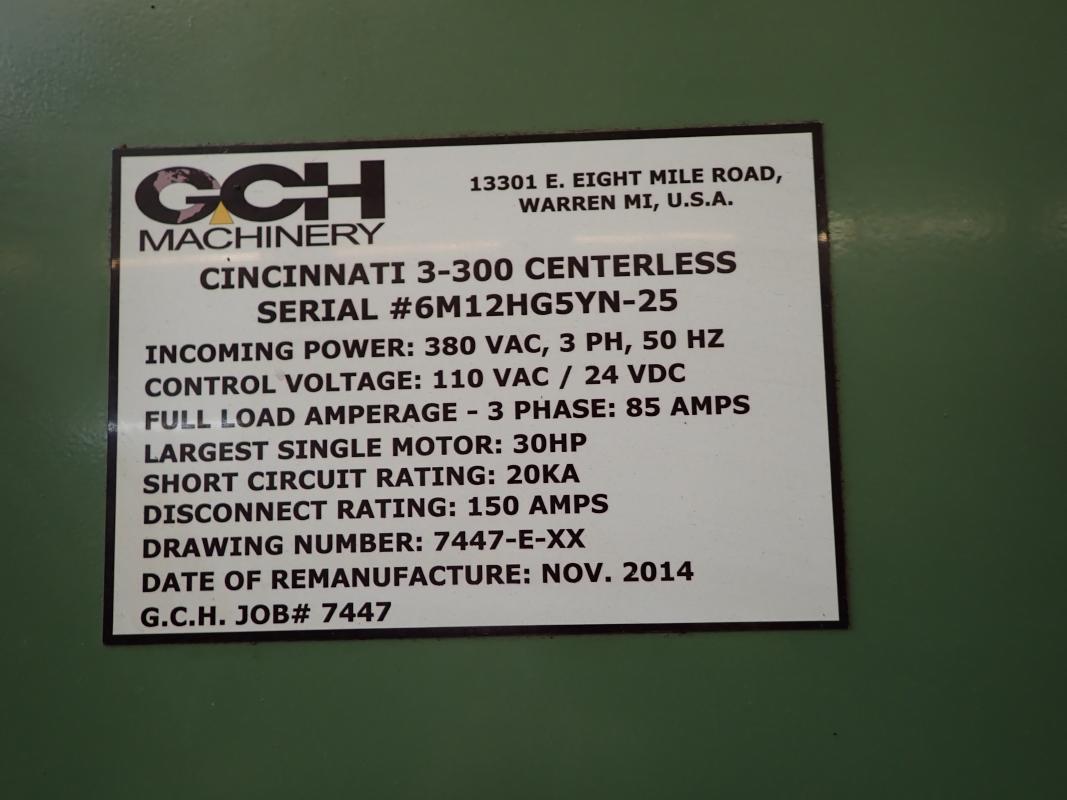 GCH
MACHINERY
13301 E. EIGHT MILE ROAD,
WARREN MI, U.S.A.
CINCINNATI 3-300 CENTERLESS
SERIAL #6M12HG5YN-25
INCOMING POWER: 380 VAC, 3 PH, 50 HZ
CONTROL VOLTAGE: 110 VAC / 24 VDC
FULL LOAD AMPERAGE - 3 PHASE: 85 AMPS
LARGEST SINGLE MOTOR: 30HP
SHORT CIRCUIT RATING: 20KA
DISCONNECT RATING: 150 AMPS
DRAWING NUMBER: 7447-E-XX
DATE OF REMANUFACTURE: NOV. 2014
G.C.H. JOB# 7447